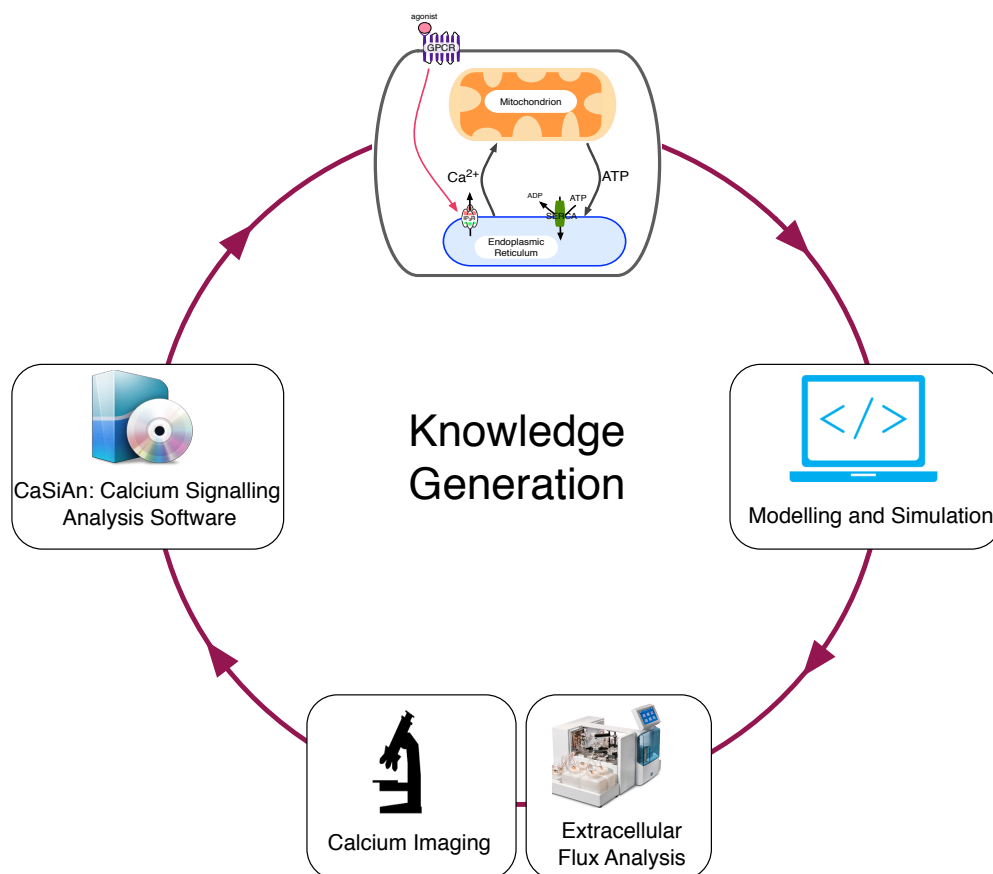 agonist
GPCR
Mitochondrion
Ca²⁺
ATP
ADP
ATP
IP₃R
SERCA
Endoplasmic
Reticulum
CaSiAn: Calcium Signalling
Analysis Software
Knowledge
Generation
</>
Modelling and Simulation
Calcium Imaging
Extracellular
Flux Analysis